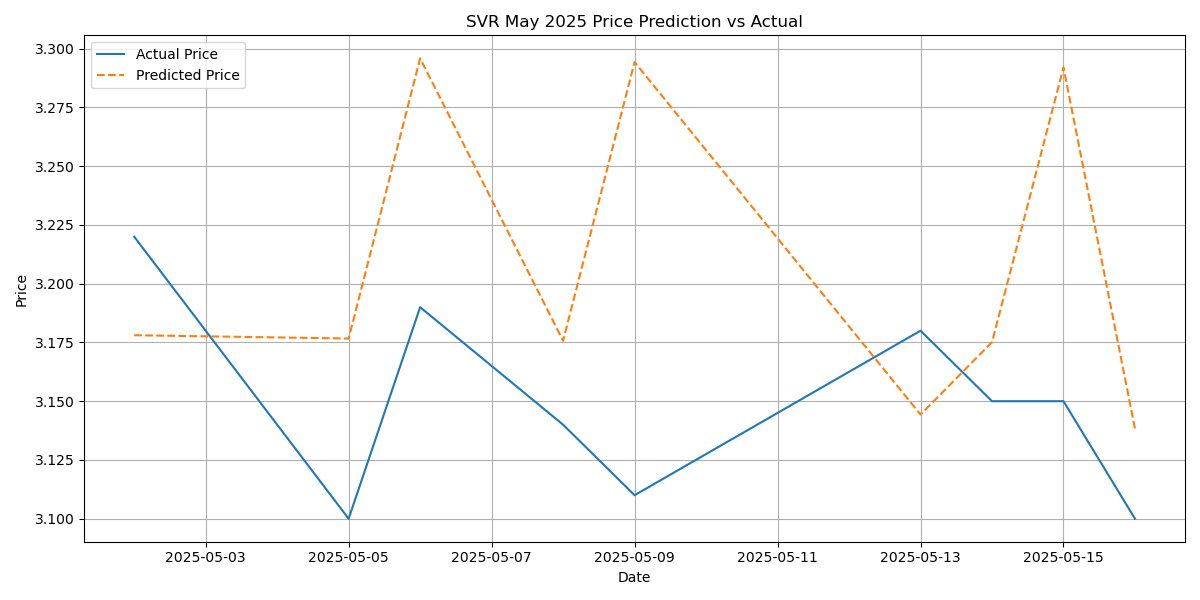 SVR May 2025 Price Prediction vs Actual
Actual Price
Predicted Price
Price
3.300
3.275
3.250
3.225
3.200
3.175
3.150
3.125
3.100
2025-05-03 2025-05-05 2025-05-07 2025-05-09 2025-05-11 2025-05-13 2025-05-15
Date